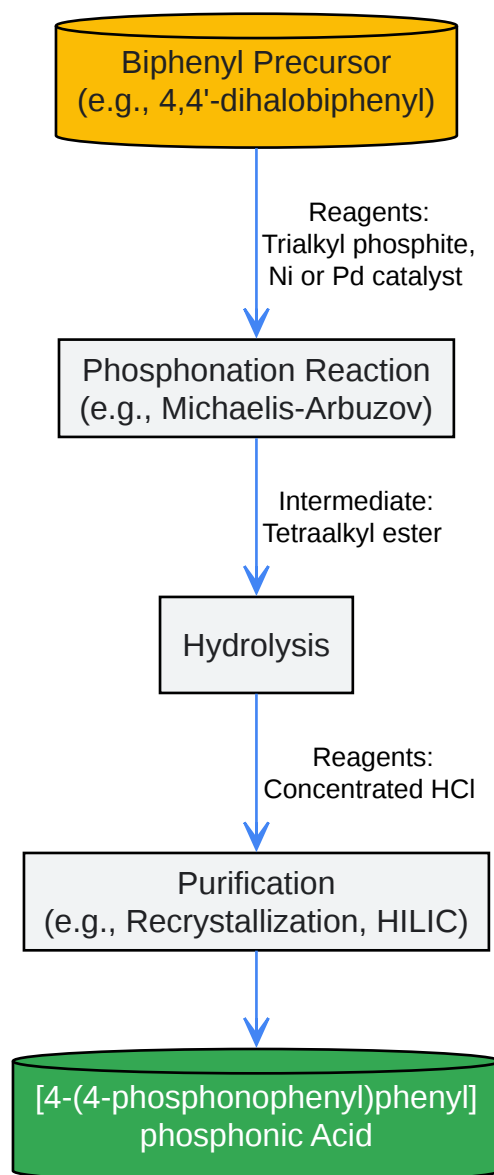 Biphenyl Precursor
(e.g., 4,4'-dihalobiphenyl)
Reagents:
Trialkyl phosphite,
Ni or Pd catalyst
Phosphonation Reaction
(e.g., Michaelis-Arbuzov)
Intermediate:
Tetraalkyl ester
Hydrolysis
Reagents:
Concentrated HCl
Purification
(e.g., Recrystallization, HILIC)
[4-(4-phosphonophenyl)phenyl]
phosphonic Acid